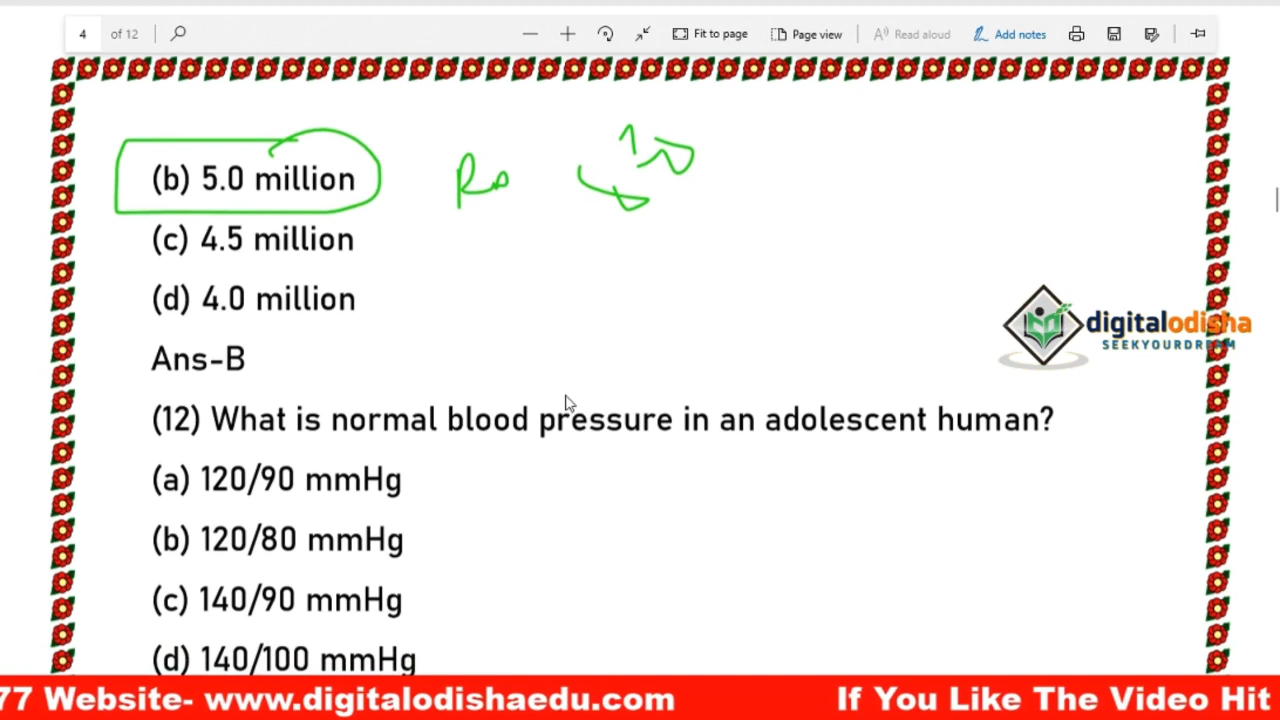 4 of 12
Fit to page
Page view
Read aloud
Add notes
(b) 5.0 million
(c) 4.5 million
(d) 4.0 million
digitalodisha
SEEKYOURDREAM
Ans-B
(12) What is normal blood pressure in an adolescent human?
(a) 120/90 mmHg
(b) 120/80 mmHg
(c) 140/90 mmHg
(d) 140/100 mmHg
77 Website- www.digitalodishaedu.com If You Like The Video Hit